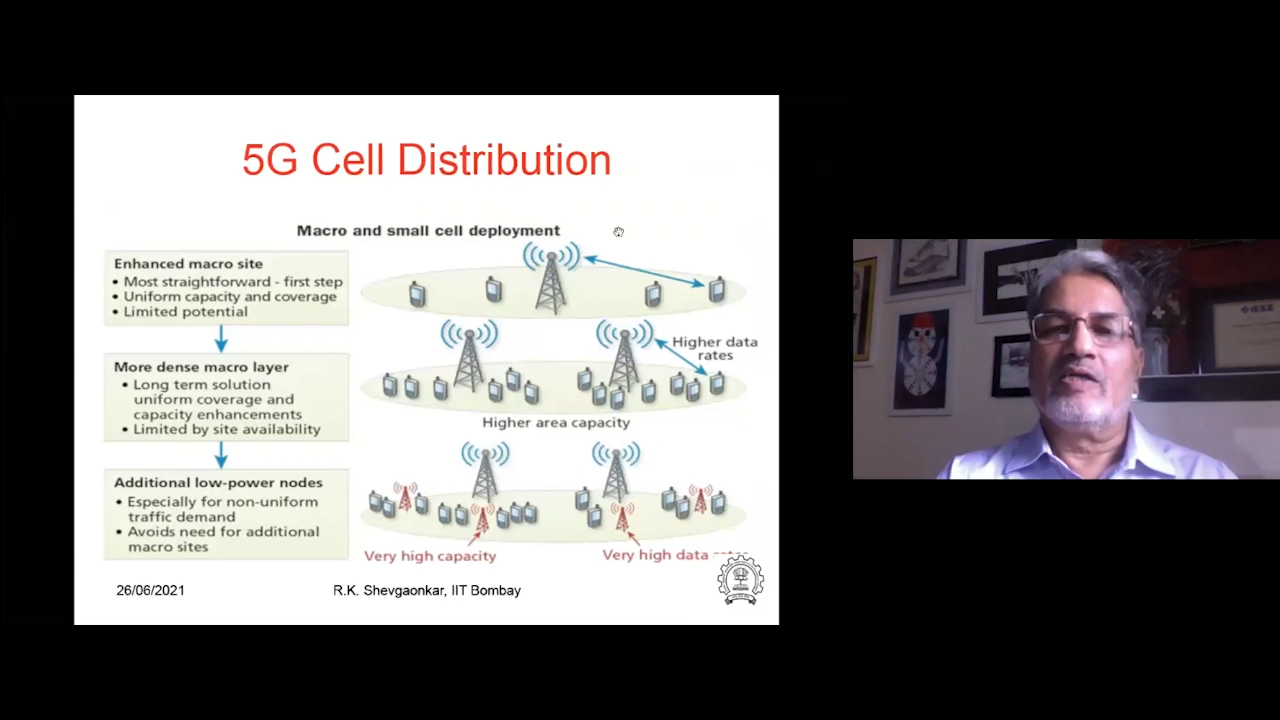 5G Cell Distribution
Macro and small cell deployment
Enhanced macro site
• Most straightforward - first step
• Uniform capacity and coverage
• Limited potential
More dense macro layer
• Long term solution
uniform coverage and
capacity enhancements
• Limited by site availability
Additional low-power nodes
• Especially for non-uniform
traffic demand
• Avoids need for additional
macro sites
Higher data
rates
Higher area capacity
Very high capacity
Very high data
26/06/2021
R.K. Shevgaonkar, IIT Bombay
IEEE